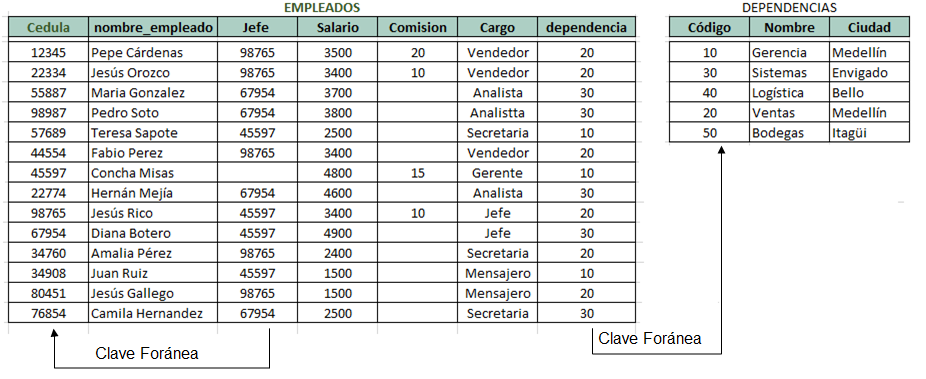 EMPLEADOS
Cedula nombre_empleado Jefe Salario Comision Cargo dependencia
12345 Pepe Cárdenas 98765 3500 20 Vendedor 20
22334 Jesús Orozco 98765 3400 10 Vendedor 20
55887 Maria Gonzalez 67954 3700 Analista 30
98987 Pedro Soto 67954 3800 Analistta 30
57689 Teresa Sapote 45597 2500 Secretaria 10
44554 Fabio Perez 98765 3400 Vendedor 20
45597 Concha Misas 4800 15 Gerente 10
22774 Hernán Mejía 67954 4600 Analista 30
98765 Jesús Rico 45597 3400 10 Jefe 20
67954 Diana Botero 45597 4900 Jefe 30
34760 Amalia Pérez 98765 2400 Secretaria 20
34908 Juan Ruiz 45597 1500 Mensajero 10
80451 Jesús Gallego 98765 1500 Mensajero 20
76854 Camila Hernandez 67954 2500 Secretaria 30
Clave Foránea
DEPENDENCIAS
Código Nombre Ciudad
10 Gerencia Medellín
30 Sistemas Envigado
40 Logística Bello
20 Ventas Medellín
50 Bodegas Itagüi
Clave Foránea